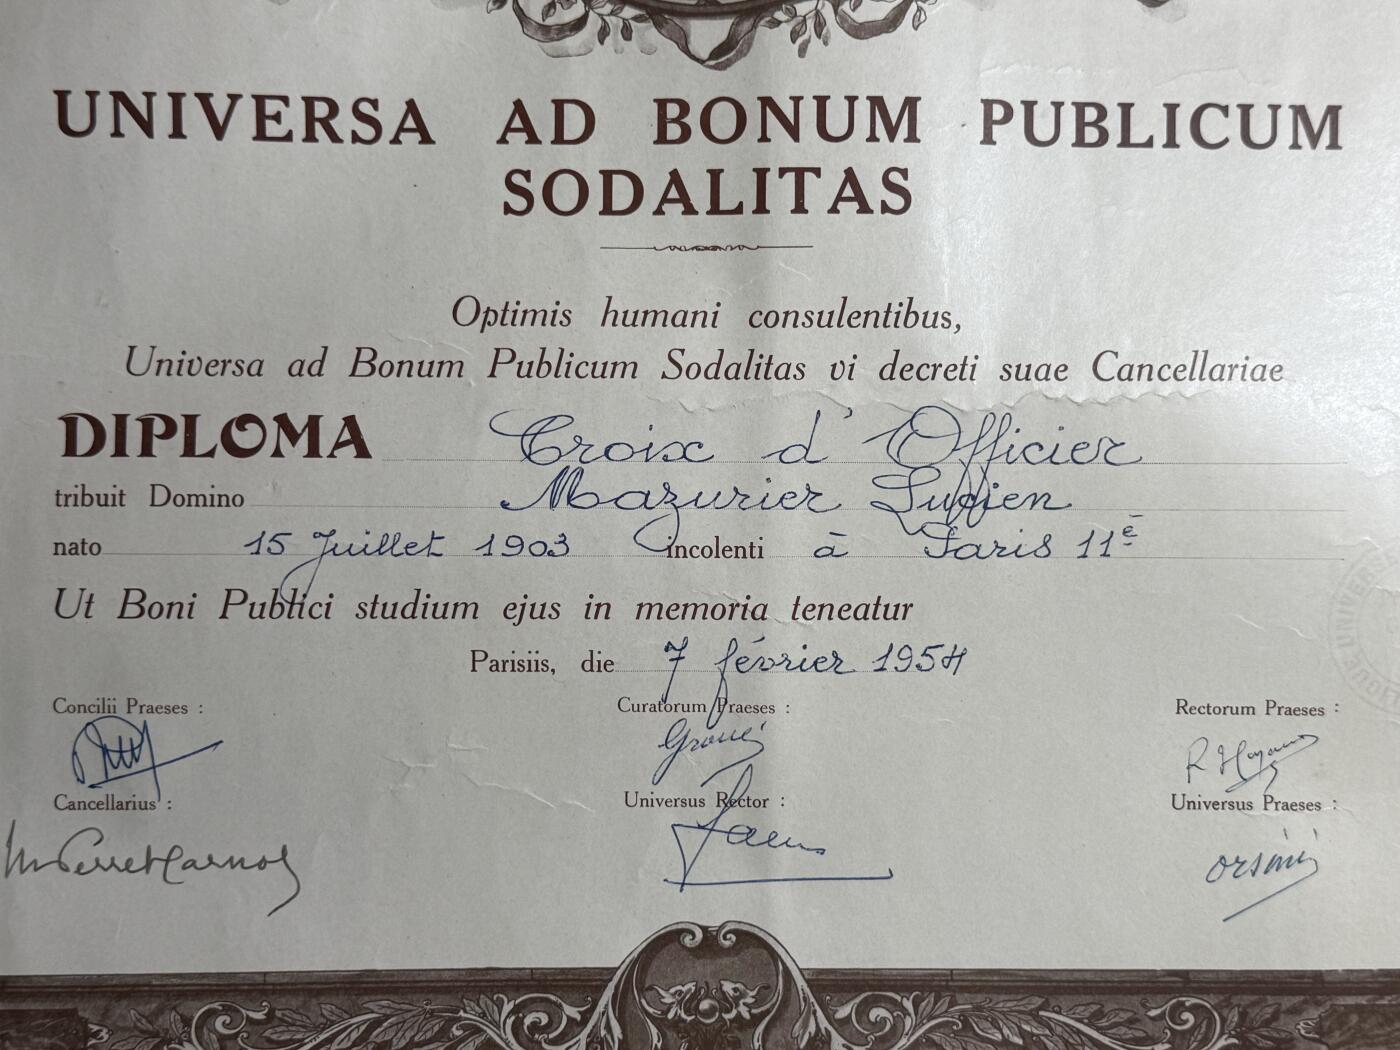 UNIVERSA AD BONUM PUBLICUM
SODALITAS
Optimis humani consulentibus,
Universa ad Bonum Publicum Sodalitas vi decreti suae Cancellariae
DIPLOMA Croix d'Officier
tribuit Domino Mazurier Lucien
nato 15 Juillet 1903 incolenti à Paris 11e
Ut Boni Publici studium ejus in memoria teneatur
Parisiis, die 7 février 1954
Concilii Praeses : Curatorum Praeses : Rectorum Praeses :
Cancellarius : Universus Rector : Universus Praeses :
orsini